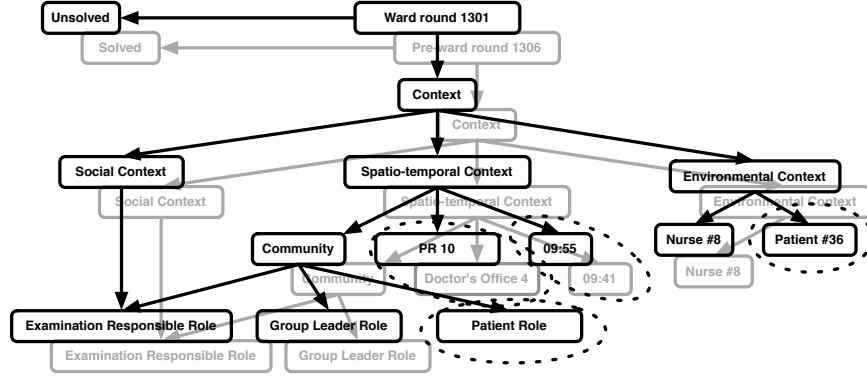 Unsolved
Ward round 1301
Solved
Pre-ward round 1306
Context
Context
Social Context
Spatio-temporal Context
Environmental Context
Social Context
Spatio-temporal Context
Environmental Context
Community
PR 10
09:55
Nurse #8
Patient #36
Community
Doctor's Office 4
09:41
Nurse #8
Examination Responsible Role
Group Leader Role
Patient Role
Examination Responsible Role
Group Leader Role